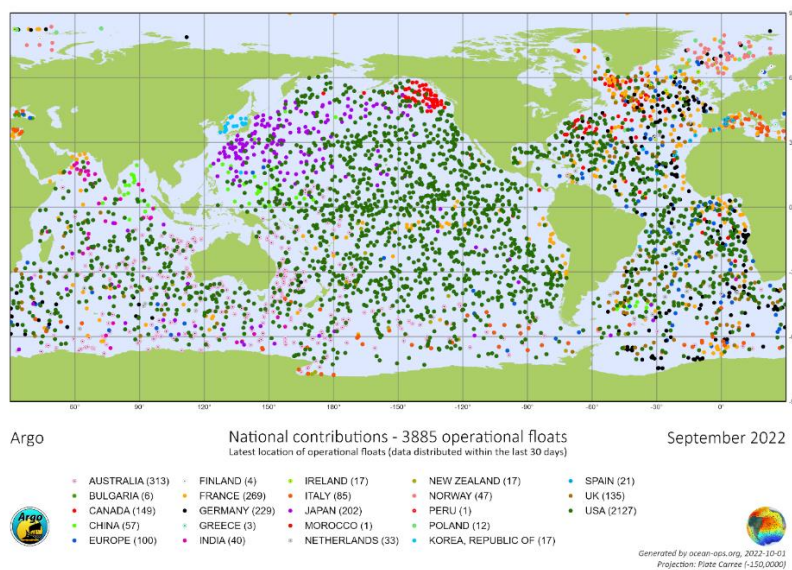 60°
90°
120°
150°
180°
-150°
-120°
-90°
-60°
-30°
0°
Argo
National contributions - 3885 operational floats
September 2022
Latest location of operational floats (data distributed within the last 30 days)
AUSTRALIA (313)
BULGARIA (6)
CANADA (149)
CHINA (57)
EUROPE (100)
FINLAND (4)
FRANCE (269)
GERMANY (229)
GREECE (3)
INDIA (40)
IRELAND (17)
ITALY (85)
JAPAN (202)
MOROCCO (1)
NETHERLANDS (33)
NEW ZEALAND (17)
NORWAY (47)
PERU (1)
POLAND (12)
KOREA, REPUBLIC OF (17)
SPAIN (21)
UK (135)
USA (2127)
Argo
Generated by ocean-ops.org, 2022-10-01
Projection: Plate Carree (-150,0000)